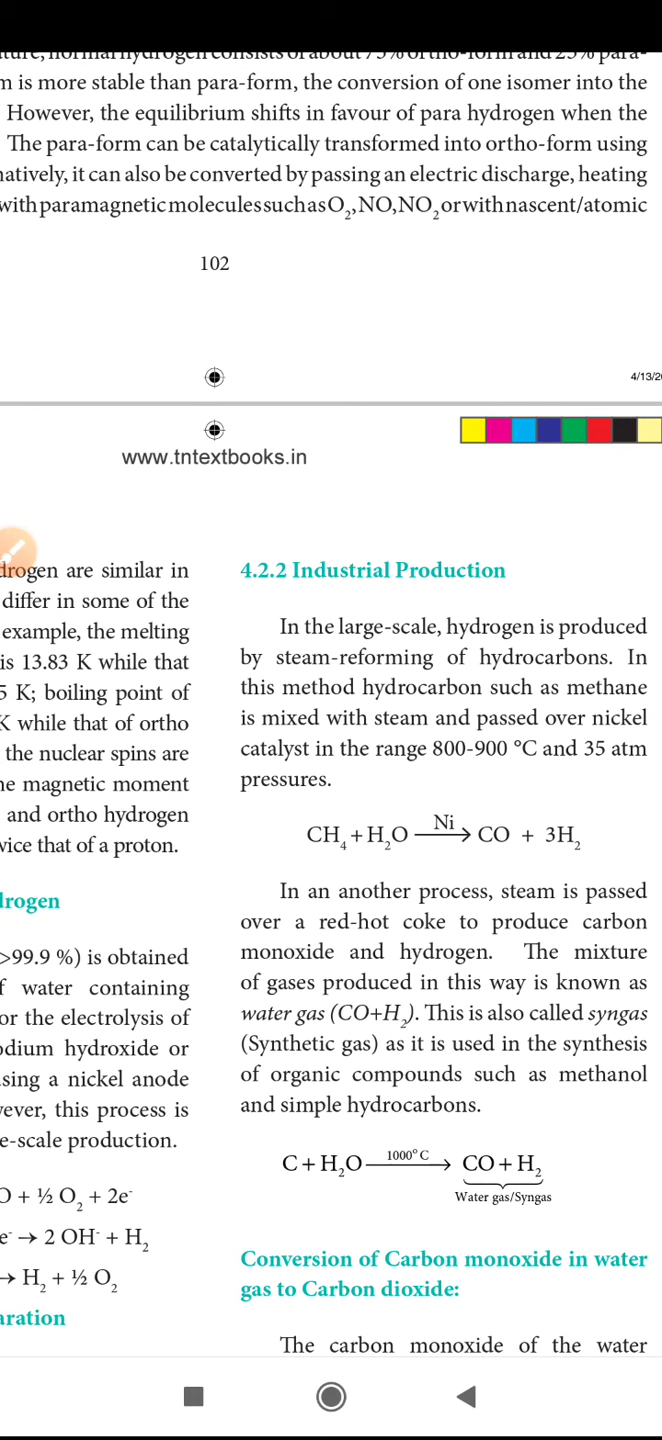 is more stable than para-form, the conversion of one isomer into the
However, the equilibrium shifts in favour of para hydrogen when the
The para-form can be catalytically transformed into ortho-form using
it can also be converted by passing an electric discharge, heating
with paramagnetic molecules such as O₂, NO, NO₂ or with nascent/atomic
102
4/13/2
www.tntextbooks.in
drogen are similar in
differ in some of the
example, the melting
is 13.83 K while that
5 K; boiling point of
K while that of ortho
the nuclear spins are
magnetic moment
and ortho hydrogen
that of a proton.
drogen
>99.9 %) is obtained
water containing
or the electrolysis of
odium hydroxide or
using a nickel anode
this process is
e-scale production.
O + ½ O₂ + 2e⁻
e⁻ → 2 OH⁻ + H₂
→ H₂ + ½ O₂
aration
4.2.2 Industrial Production
In the large-scale, hydrogen is produced
by steam-reforming of hydrocarbons. In
this method hydrocarbon such as methane
is mixed with steam and passed over nickel
catalyst in the range 800-900 °C and 35 atm
pressures.
CH₄ + H₂O —Ni→ CO + 3H₂
In an another process, steam is passed
over a red-hot coke to produce carbon
monoxide and hydrogen. The mixture
of gases produced in this way is known as
water gas (CO+H₂). This is also called syngas
(Synthetic gas) as it is used in the synthesis
of organic compounds such as methanol
and simple hydrocarbons.
C + H₂O —1000° C→ CO + H₂
Water gas/Syngas
Conversion of Carbon monoxide in water
gas to Carbon dioxide:
The carbon monoxide of the water